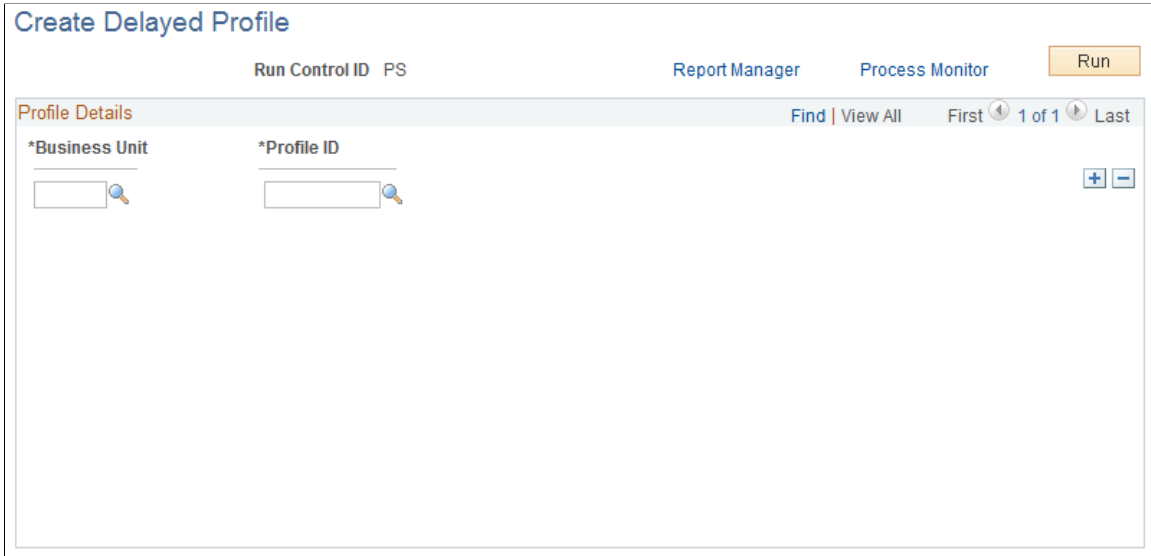 Create Delayed Profile
Run Control ID PS Report Manager Process Monitor Run
Profile Details Find | View All First 1 of 1 Last
*Business Unit *Profile ID